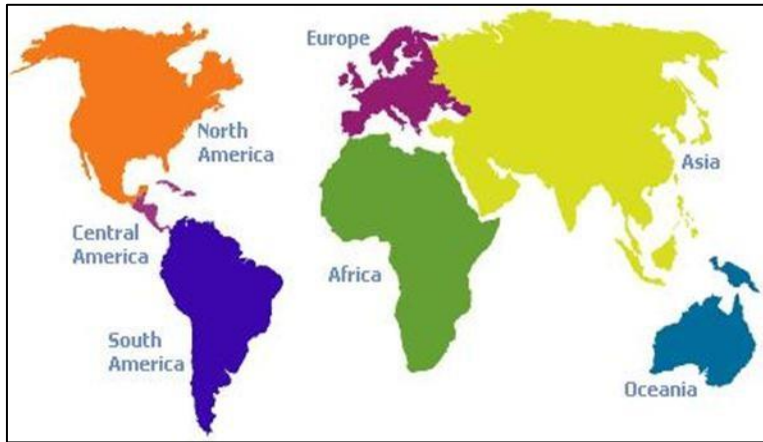 Europe
North
America
Asia
Central
America
Africa
South
America
Oceania